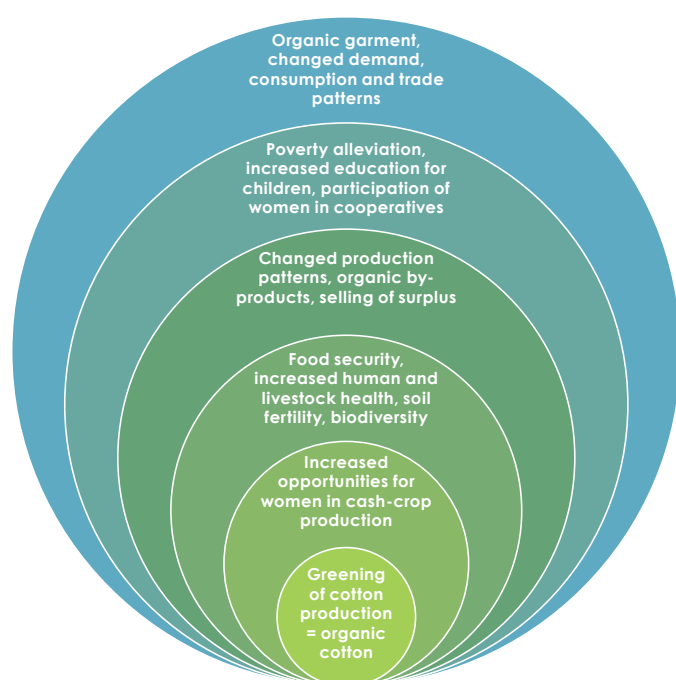 Organic garment,
changed demand,
consumption and trade
patterns
Poverty alleviation,
increased education for
children, participation of
women in cooperatives
Changed production
patterns, organic by-
products, selling of surplus
Food security,
increased human and
livestock health, soil
fertility, biodiversity
Increased
opportunities for
women in cash-crop
production
Greening
of cotton
production
= organic
cotton